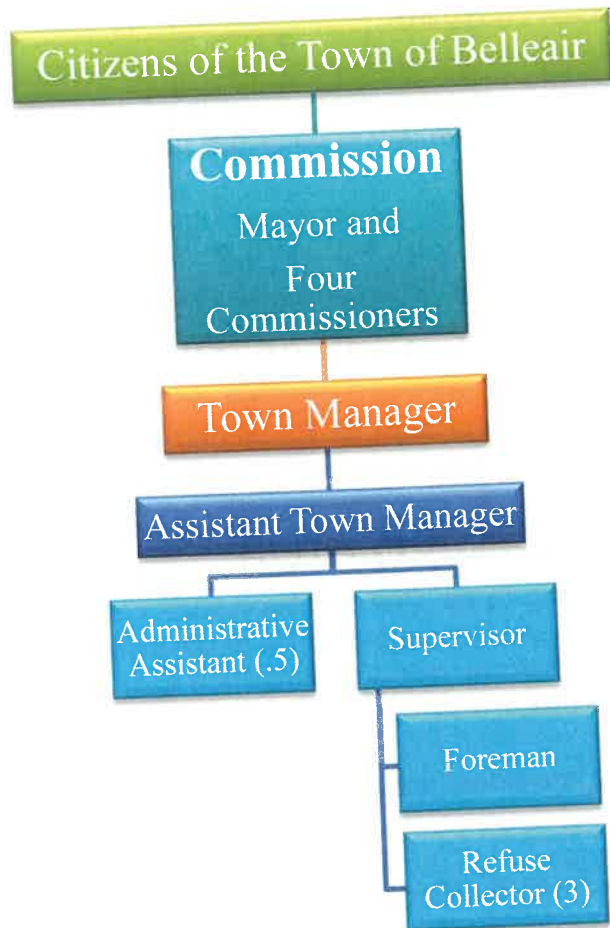 Citizens of the Town of Belleair
Commission
Mayor and
Four
Commissioners
Town Manager
Assistant Town Manager
Administrative
Assistant (.5)
Supervisor
Foreman
Refuse
Collector (3)